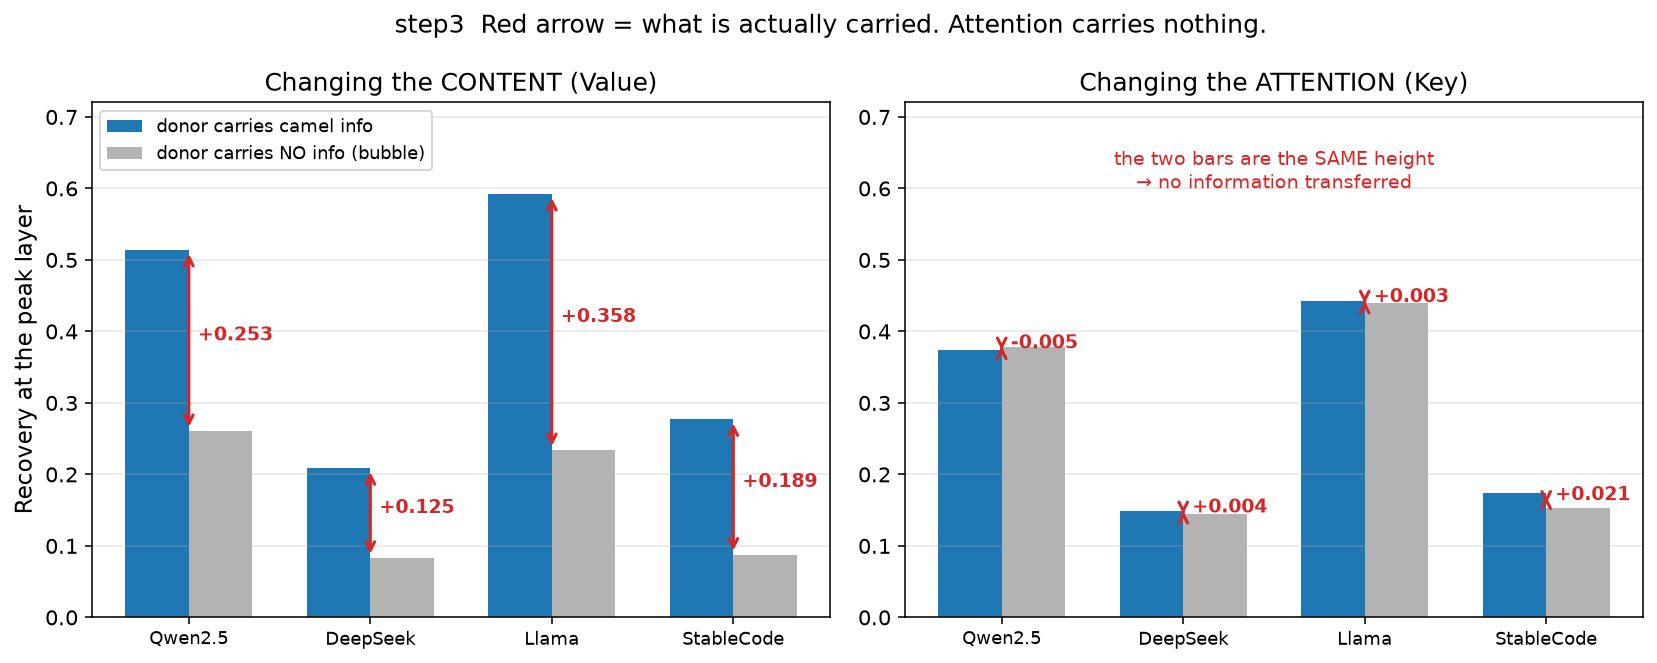 step3  Red arrow = what is actually carried. Attention carries nothing.
Changing the CONTENT (Value)
Recovery at the peak layer
0.7
0.6
0.5
0.4
0.3
0.2
0.1
0.0
donor carries camel info
donor carries NO info (bubble)
+0.253
+0.125
+0.358
+0.189
Qwen2.5
DeepSeek
Llama
StableCode
Changing the ATTENTION (Key)
0.7
0.6
0.5
0.4
0.3
0.2
0.1
0.0
the two bars are the SAME height
→ no information transferred
-0.005
+0.004
+0.003
+0.021
Qwen2.5
DeepSeek
Llama
StableCode